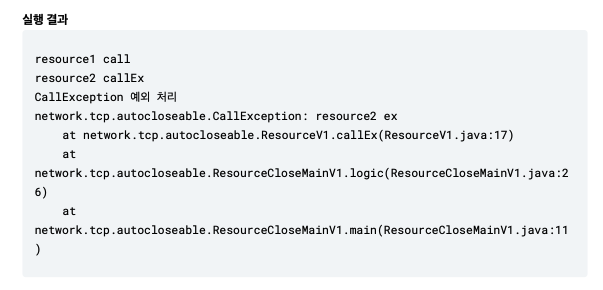 실행 결과
resource1 call
resource2 callEx
CallException 예외 처리
network.tcp.autocloseable.CallException: resource2 ex
    at network.tcp.autocloseable.ResourceV1.callEx(ResourceV1.java:17)
    at
network.tcp.autocloseable.ResourceCloseMainV1.logic(ResourceCloseMainV1.java:2
6)
    at
network.tcp.autocloseable.ResourceCloseMainV1.main(ResourceCloseMainV1.java:11
)